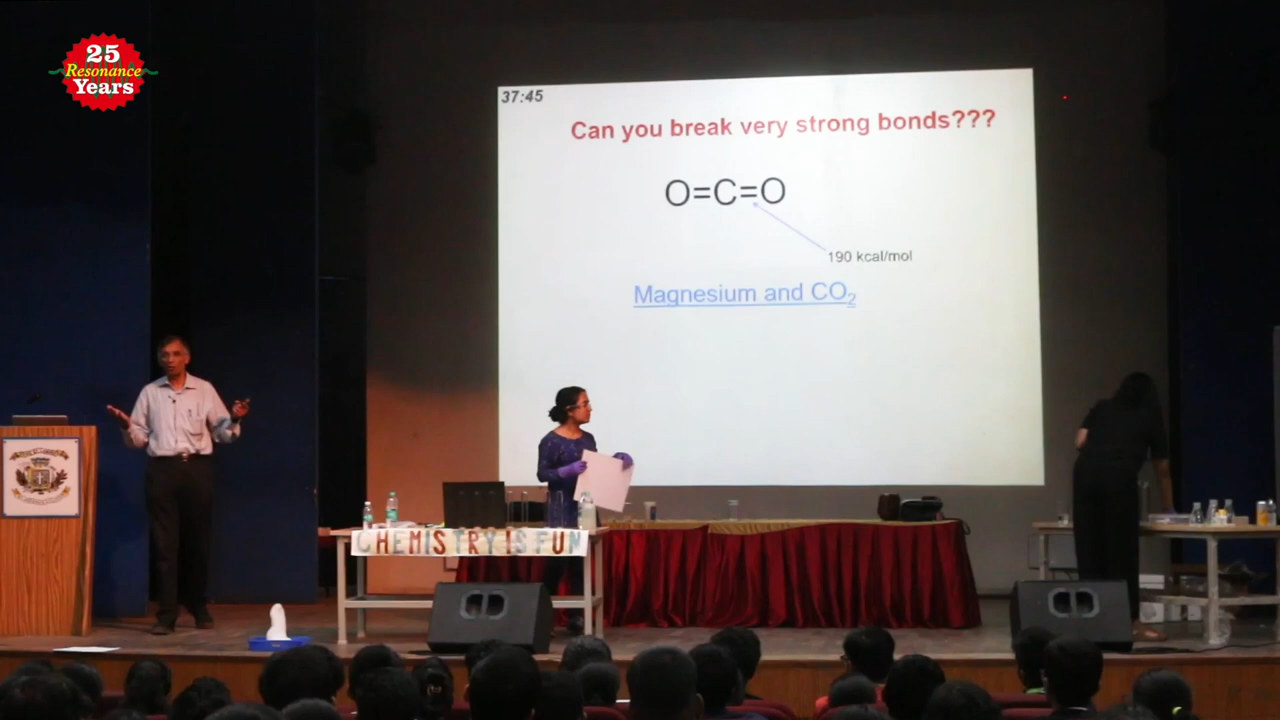 25
Resonance
Years
37:45
Can you break very strong bonds???
O=C=O
190 kcal/mol
Magnesium and CO₂
CHEMISTRY IS FUN